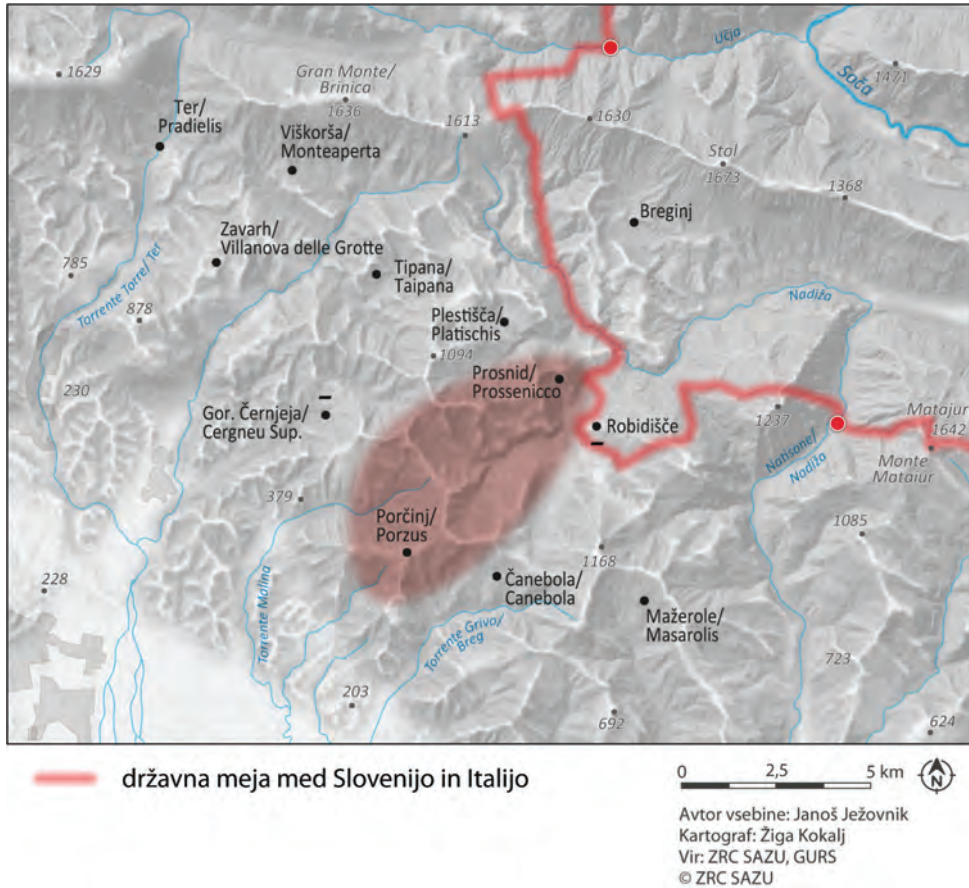 1629
Gran Monte/
Brinica
1636
Učja
1471
Soča
Ter/
Pradielis
Viškorša/
Monteaperta
1613
1630
Stol
1673
1368
Breginj
Zavarh/
Villanova delle Grotte
785
Torrente Torre/Ter
878
Tipana/
Taipana
Nadiža
Plestišča/
Platischis
1094
230
Prosnid/
Prossenicco
Gor. Černjeja/
Cergneu Sup.
Robidišče
1237
Matajur
1642
Monte
Mataiur
Natisone/
Nadiža
379
Porčinj/
Porzus
1085
1168
228
Čanebola/
Canebola
Mažerole/
Masarolis
Torrente Malina
Torrente Grivo/
Breg
723
203
692
624
državna meja med Slovenijo in Italijo
0 2,5 5 km
N
Avtor vsebine: Janoš Ježovnik
Kartograf: Žiga Kokalj
Vir: ZRC SAZU, GURS
© ZRC SAZU